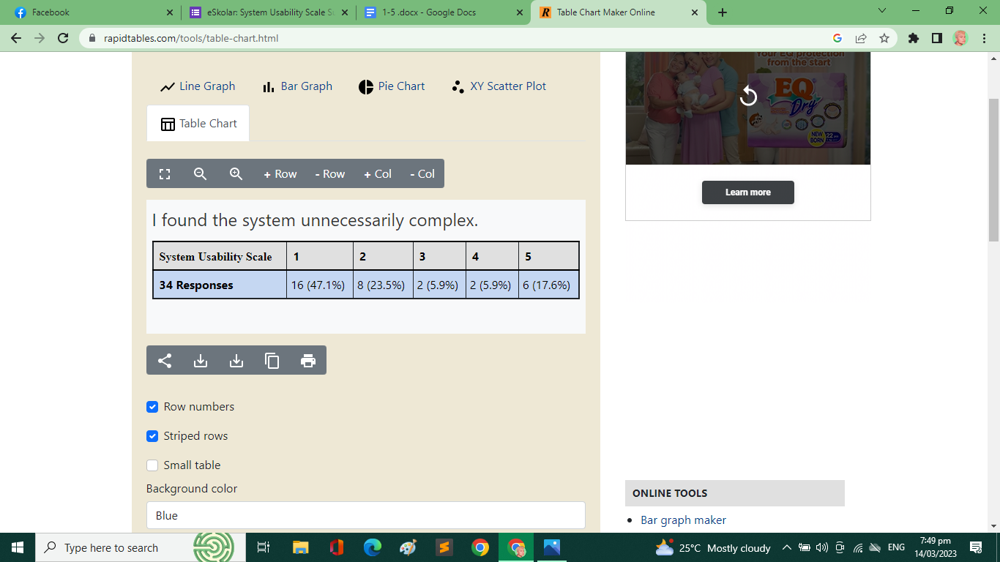 Facebook
eSkolar: System Usability Scale Su
1-5 .docx - Google Docs
Table Chart Maker Online
rapidtables.com/tools/table-chart.html
Line Graph
Bar Graph
Pie Chart
XY Scatter Plot
Table Chart
+ Row
- Row
+ Col
- Col
I found the system unnecessarily complex.
System Usability Scale 1 2 3 4 5
34 Responses 16 (47.1%) 8 (23.5%) 2 (5.9%) 2 (5.9%) 6 (17.6%)
Row numbers
Striped rows
Small table
Background color
Blue
Your EQ protection
from the start
EQ
Dry
NEW
BORN
22
Learn more
ONLINE TOOLS
Bar graph maker
Type here to search
25°C Mostly cloudy
ENG
7:49 pm
14/03/2023